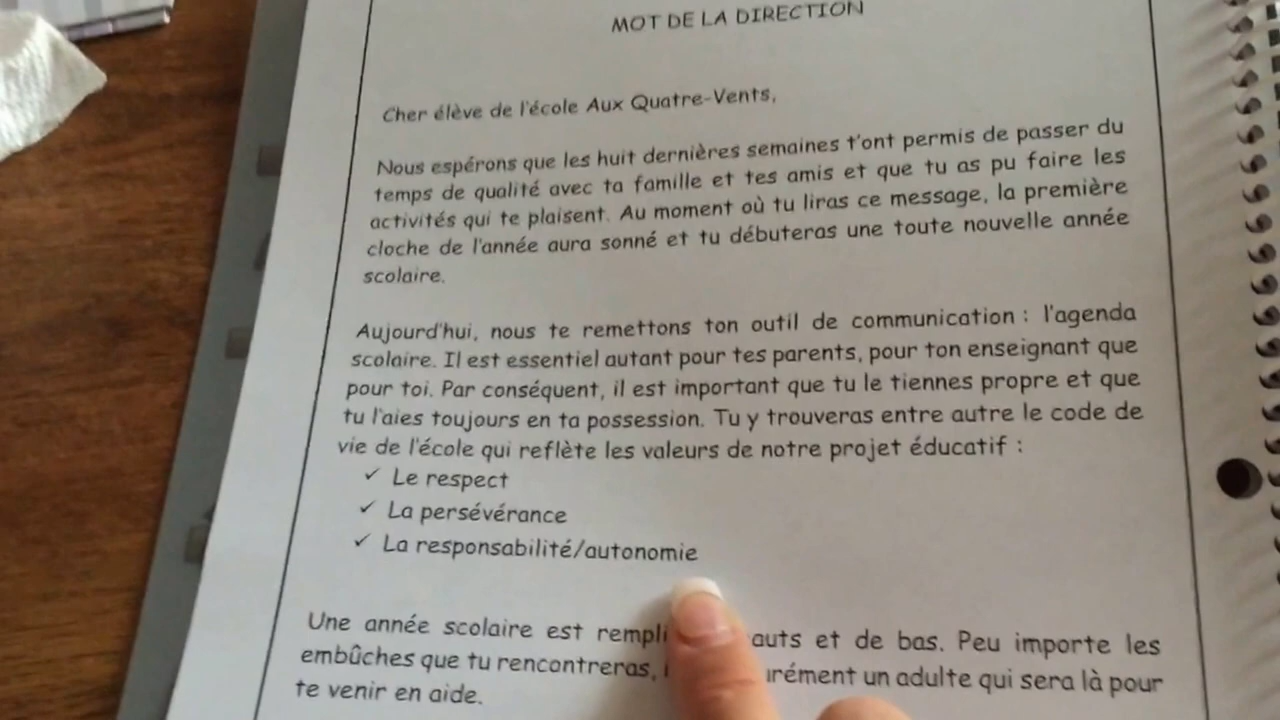 MOT DE LA DIRECTION
Cher élève de l'école Aux Quatre-Vents,
Nous espérons que les huit dernières semaines t'ont permis de passer du
temps de qualité avec ta famille et tes amis et que tu as pu faire les
activités qui te plaisent. Au moment où tu liras ce message, la première
cloche de l'année aura sonné et tu débuteras une toute nouvelle année
scolaire.
Aujourd'hui, nous te remettons ton outil de communication : l'agenda
scolaire. Il est essentiel autant pour tes parents, pour ton enseignant que
pour toi. Par conséquent, il est important que tu le tiennes propre et que
tu l'aies toujours en ta possession. Tu y trouveras entre autre le code de
vie de l'école qui reflète les valeurs de notre projet éducatif :
✓ Le respect
✓ La persévérance
✓ La responsabilité/autonomie
Une année scolaire est et de bas. Peu importe les
embûches que tu rencontreras, un adulte qui sera là pour
te venir en aide.